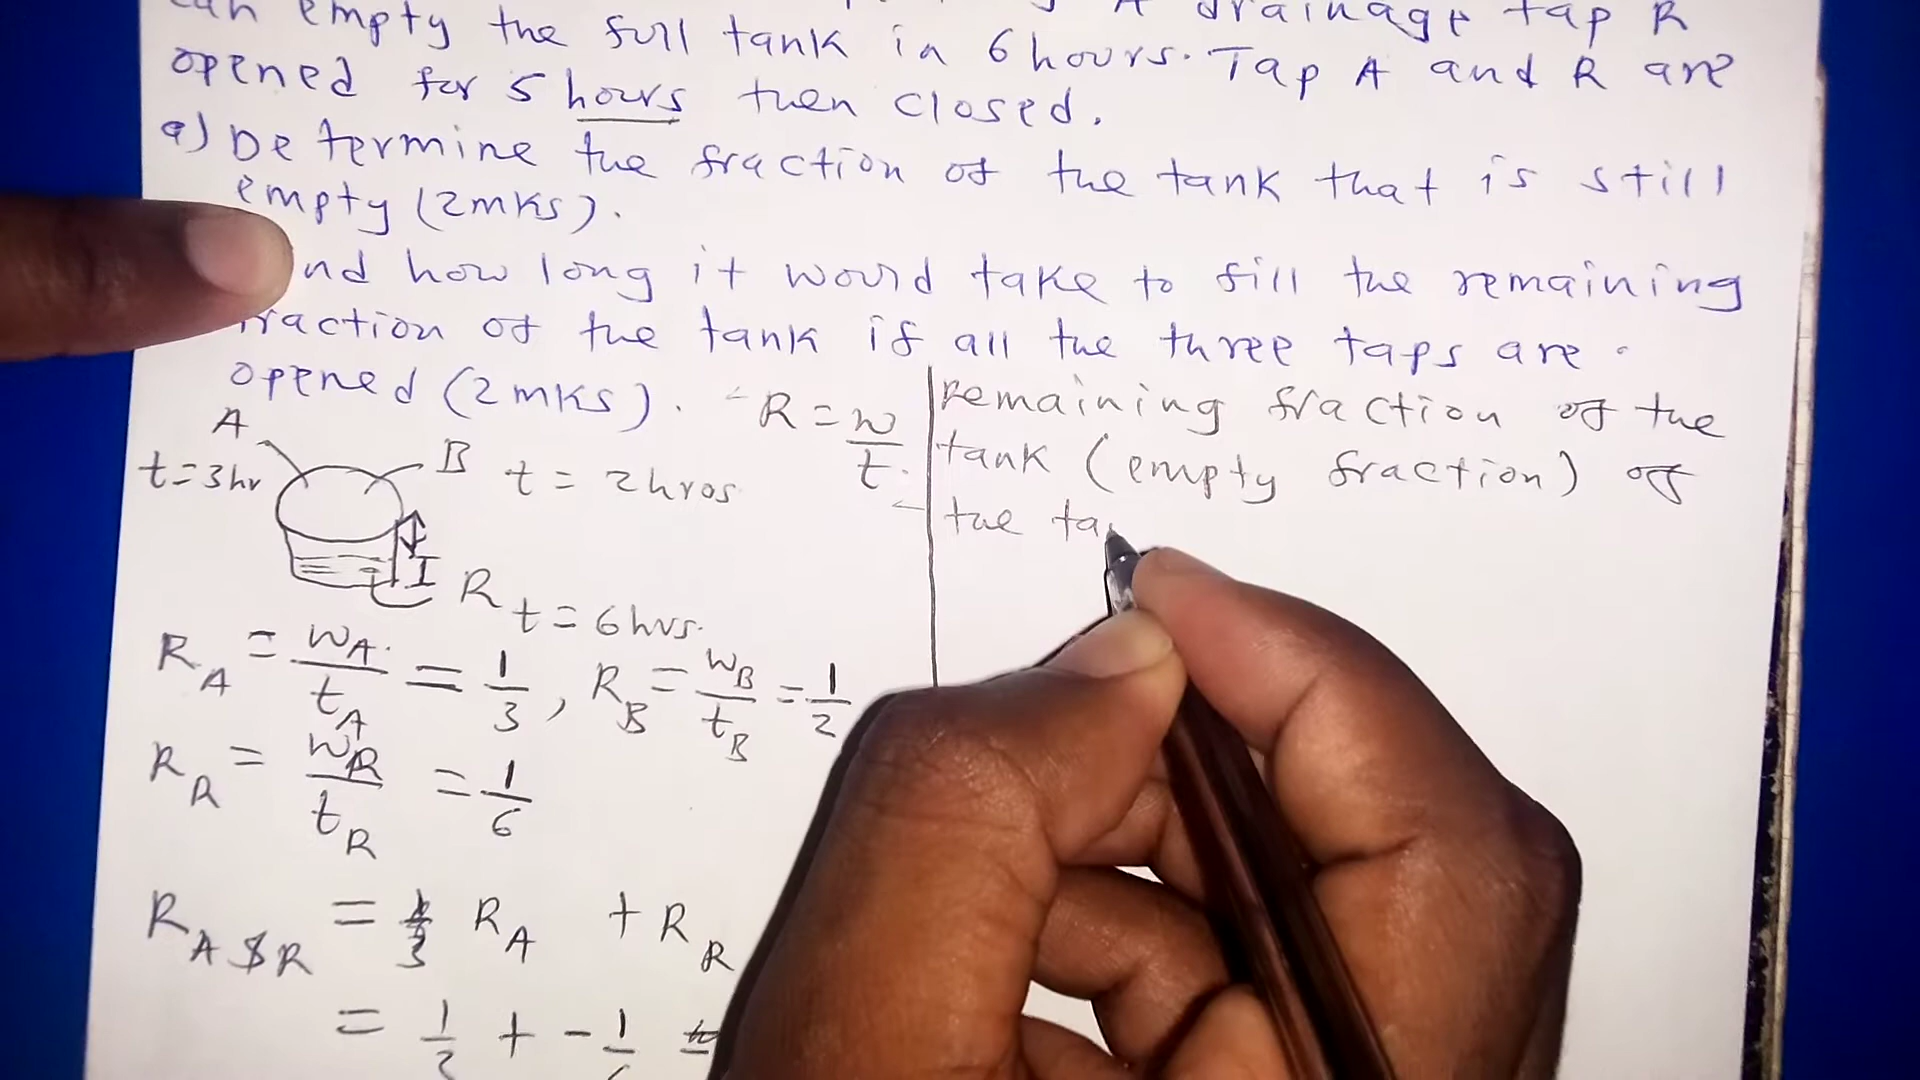 can empty the full tank in 6 hours. Tap A and R are
A drainage tap R
opened for 5 hours then closed.
a) Determine the fraction of the tank that is still
empty (2mks).
nd how long it would take to fill the remaining
fraction of the tank if all the three taps are
opened (2mks).
A
t=3hr
B t = 2hros
R t = 6hrs.
R = w/t.
R_A = w_A/t_A = 1/3, R_B = w_B/t_B = 1/2
R_R = w_R/t_R = 1/6
R_A&R = R_A + R_R
= 1/3 + - 1/6
remaining fraction of the
tank (empty fraction) of
the ta